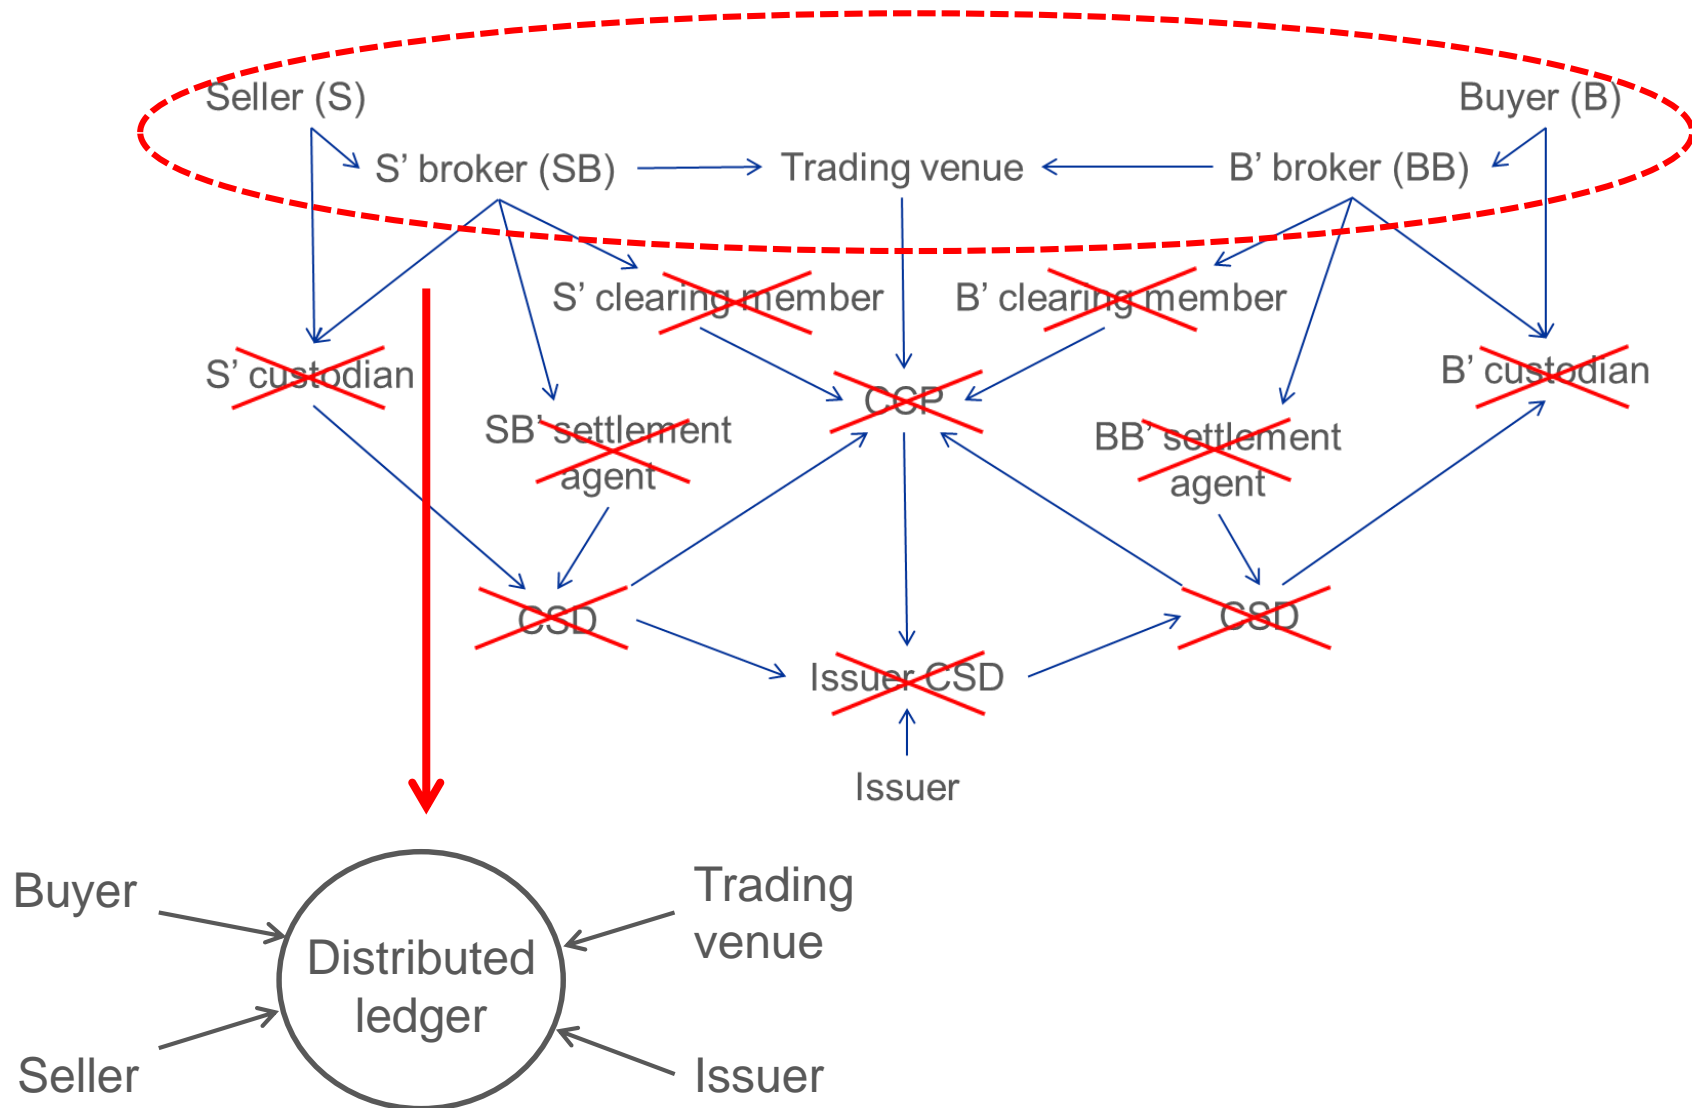 Seller (S)
Buyer (B)
S’ broker (SB)
Trading venue
B’ broker (BB)
S’ clearing member
B’ clearing member
S’ custodian
CCP
B’ custodian
SB’ settlement
agent
BB’ settlement
agent
CSD
CSD
Issuer CSD
Issuer
Buyer
Trading
venue
Distributed
ledger
Seller
Issuer